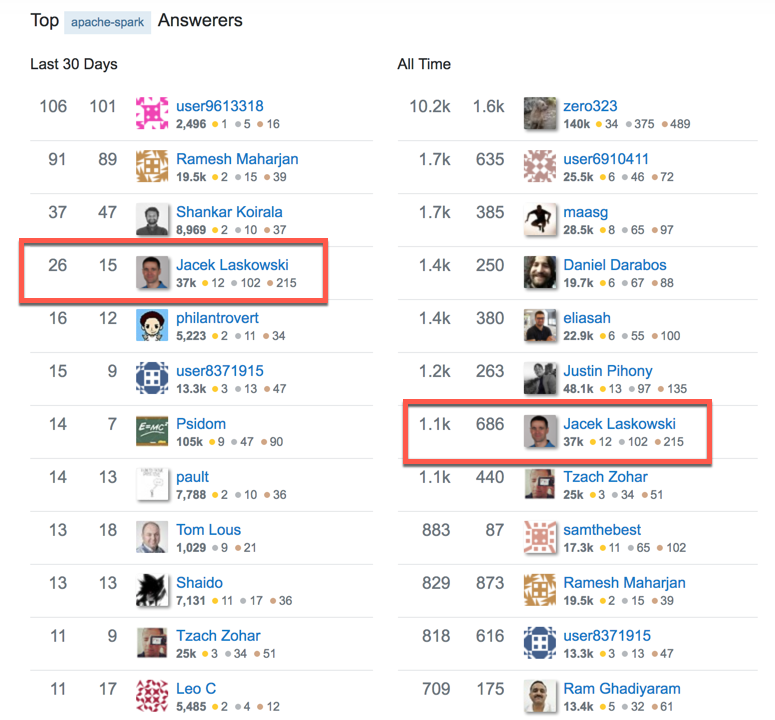 Top apache-spark Answerers
Last 30 Days
106 101 user9613318
2,496 1 5 16
91 89 Ramesh Maharjan
19.5k 2 15 39
37 47 Shankar Koirala
8,969 2 10 37
26 15 Jacek Laskowski
37k 12 102 215
16 12 philantrovert
5,223 2 11 34
15 9 user8371915
13.3k 3 13 47
14 7 Psidom
E=MC²
105k 9 47 90
14 13 pault
7,788 2 10 36
13 18 Tom Lous
1,029 9 21
13 13 Shaido
7,131 11 17 36
11 9 Tzach Zohar
25k 3 34 51
11 17 Leo C
5,485 2 4 12
All Time
10.2k 1.6k zero323
140k 34 375 489
1.7k 635 user6910411
25.5k 6 46 72
1.7k 385 maasg
28.5k 8 65 97
1.4k 250 Daniel Darabos
19.7k 6 67 88
1.4k 380 eliasah
22.9k 6 55 100
1.2k 263 Justin Pihony
48.1k 13 97 135
1.1k 686 Jacek Laskowski
37k 12 102 215
1.1k 440 Tzach Zohar
25k 3 34 51
883 87 samthebest
17.3k 11 65 102
829 873 Ramesh Maharjan
19.5k 2 15 39
818 616 user8371915
13.3k 3 13 47
709 175 Ram Ghadiyaram
13.4k 5 32 61